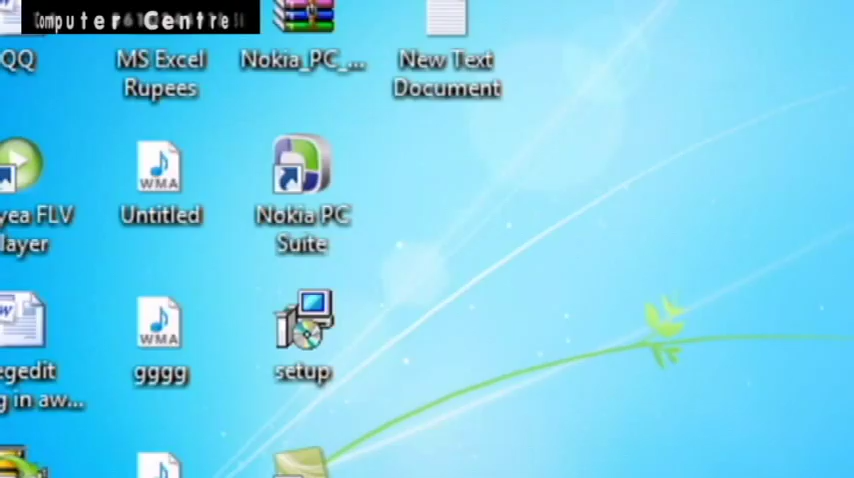 Computer Centre
QQ
MS Excel
Rupees
Nokia_PC_...
New Text
Document
WMA
Untitled
Nokia PC
Suite
yea FLV
layer
W
WMA
gggg
setup
egedit
g in aw...
WMA